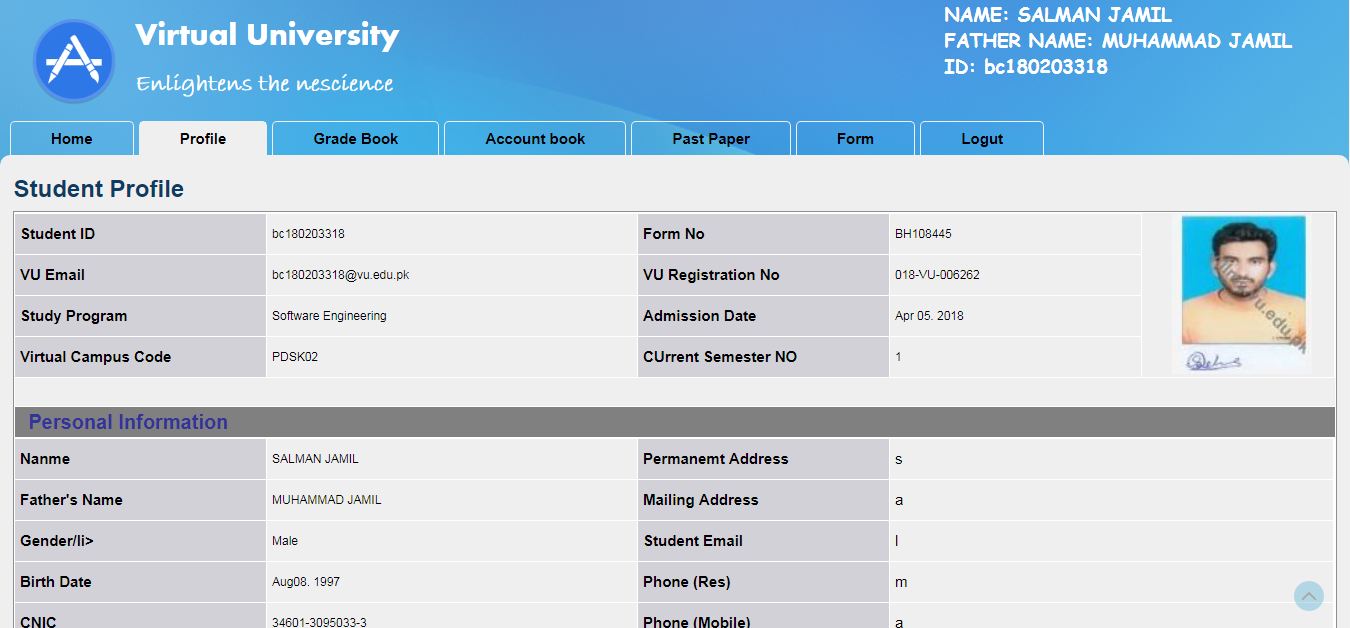 Virtual University
Enlightens the nescience
NAME: SALMAN JAMIL
FATHER NAME: MUHAMMAD JAMIL
ID: bc180203318
Home Profile Grade Book Account book Past Paper Form Logut
Student Profile
Student ID bc180203318 Form No BH108445
VU Email bc180203318@vu.edu.pk VU Registration No 018-VU-006262
Study Program Software Engineering Admission Date Apr 05. 2018
Virtual Campus Code PDSK02 CUrrent Semester NO 1
u.edu.pk
Personal Information
Nanme SALMAN JAMIL Permanemt Address s
Father's Name MUHAMMAD JAMIL Mailing Address a
Gender/li> Male Student Email l
Birth Date Aug08. 1997 Phone (Res) m
CNIC 34601-3095033-3 Phone (Mobile) a